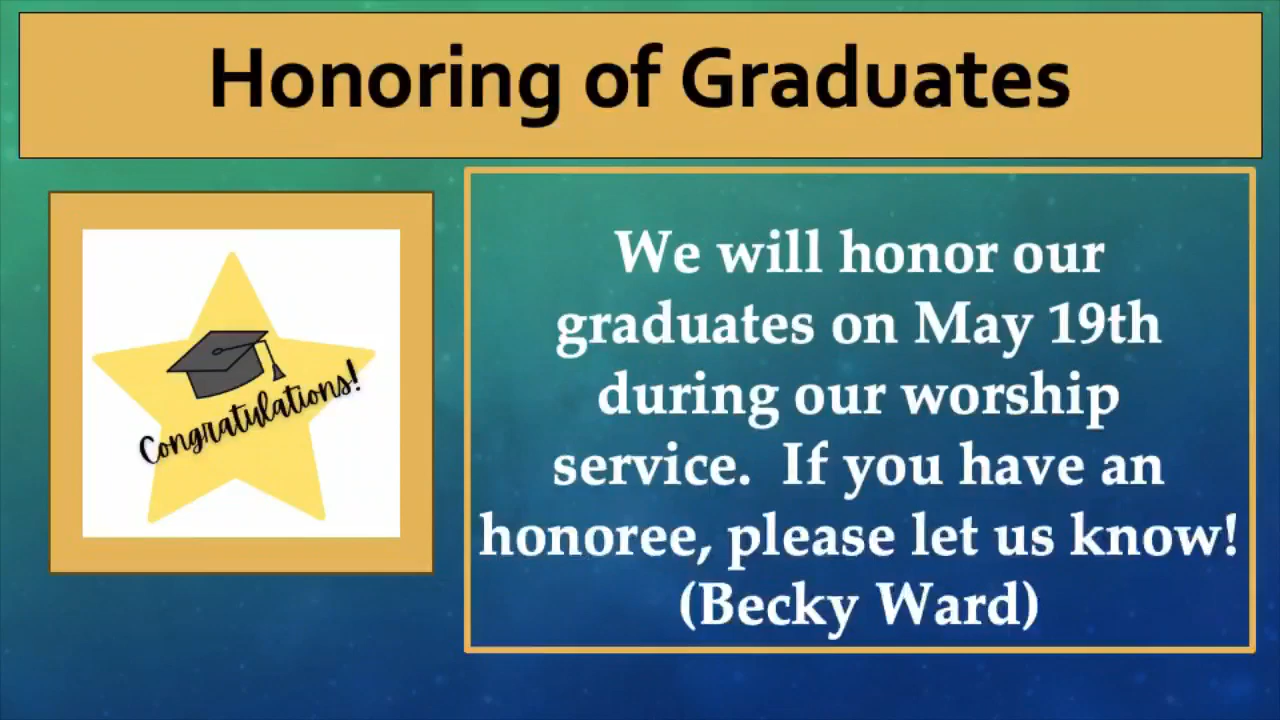 Honoring of Graduates
Congratulations!
We will honor our
graduates on May 19th
during our worship
service.  If you have an
honoree, please let us know!
(Becky Ward)